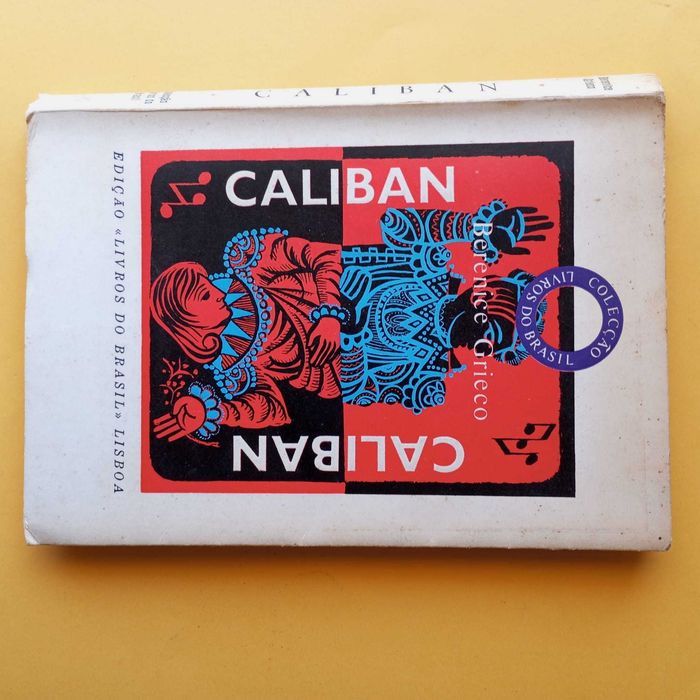 CALIBAN
Berenice Grieco
COLECÇÃO
LIVROS DO BRASIL
CALIBAN
CALIBAN
EDIÇÃO «LIVROS DO BRASIL» LISBOA